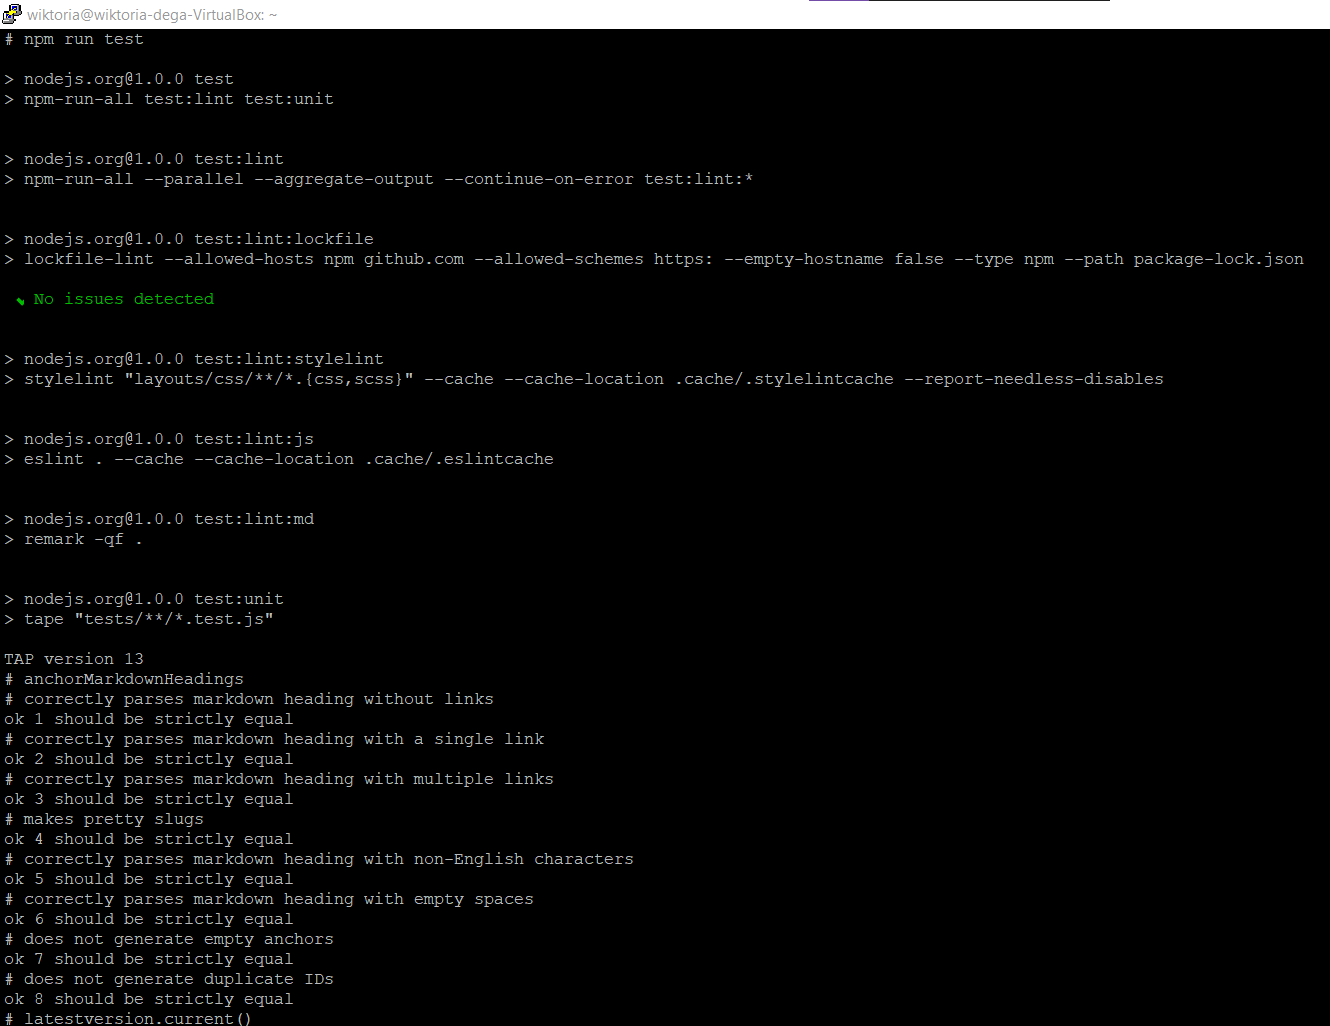 wiktoria@wiktoria-dega-VirtualBox: ~
# npm run test
> nodejs.org@1.0.0 test
> npm-run-all test:lint test:unit
> nodejs.org@1.0.0 test:lint
> npm-run-all --parallel --aggregate-output --continue-on-error test:lint:*
> nodejs.org@1.0.0 test:lint:lockfile
> lockfile-lint --allowed-hosts npm github.com --allowed-schemes https: --empty-hostname false --type npm --path package-lock.json
✔ No issues detected
> nodejs.org@1.0.0 test:lint:stylelint
> stylelint "layouts/css/**/*.{css,scss}" --cache --cache-location .cache/.stylelintcache --report-needless-disables
> nodejs.org@1.0.0 test:lint:js
> eslint . --cache --cache-location .cache/.eslintcache
> nodejs.org@1.0.0 test:lint:md
> remark -qf .
> nodejs.org@1.0.0 test:unit
> tape "tests/**/*.test.js"
TAP version 13
# anchorMarkdownHeadings
# correctly parses markdown heading without links
ok 1 should be strictly equal
# correctly parses markdown heading with a single link
ok 2 should be strictly equal
# correctly parses markdown heading with multiple links
ok 3 should be strictly equal
# makes pretty slugs
ok 4 should be strictly equal
# correctly parses markdown heading with non-English characters
ok 5 should be strictly equal
# correctly parses markdown heading with empty spaces
ok 6 should be strictly equal
# does not generate empty anchors
ok 7 should be strictly equal
# does not generate duplicate IDs
ok 8 should be strictly equal
# latestversion.current()